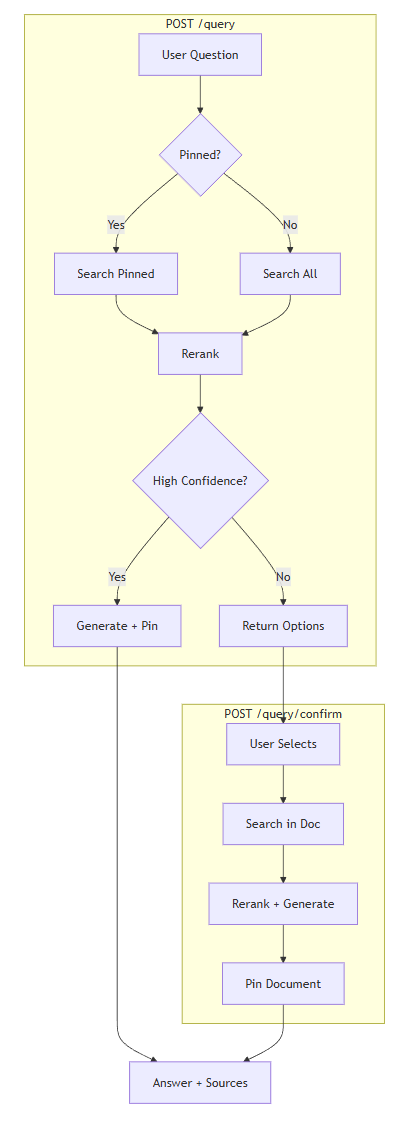 POST /query
User Question
Pinned?
Yes
No
Search Pinned
Search All
Rerank
High Confidence?
Yes
No
Generate + Pin
Return Options
POST /query/confirm
User Selects
Search in Doc
Rerank + Generate
Pin Document
Answer + Sources